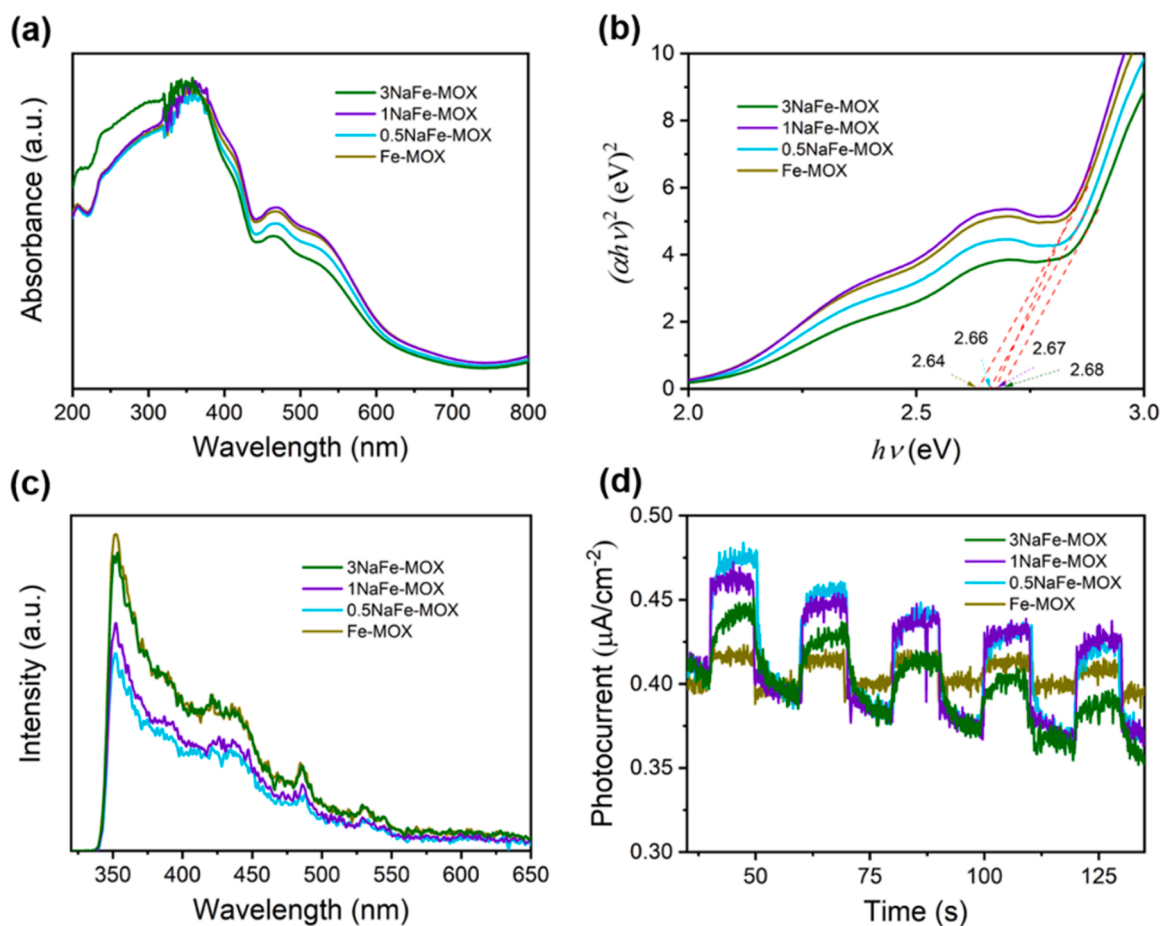 (a)
Absorbance (a.u.)
3NaFe-MOX
1NaFe-MOX
0.5NaFe-MOX
Fe-MOX
200 300 400 500 600 700 800
Wavelength (nm)
(b)
(αhν)² (eV)²
10
8
6
4
2
0
3NaFe-MOX
1NaFe-MOX
0.5NaFe-MOX
Fe-MOX
2.66
2.67
2.64
2.68
2.0 2.5 3.0
hν (eV)
(c)
Intensity (a.u.)
3NaFe-MOX
1NaFe-MOX
0.5NaFe-MOX
Fe-MOX
350 400 450 500 550 600 650
Wavelength (nm)
(d)
Photocurrent (μA/cm-²)
0.50
0.45
0.40
0.35
0.30
3NaFe-MOX
1NaFe-MOX
0.5NaFe-MOX
Fe-MOX
50 75 100 125
Time (s)